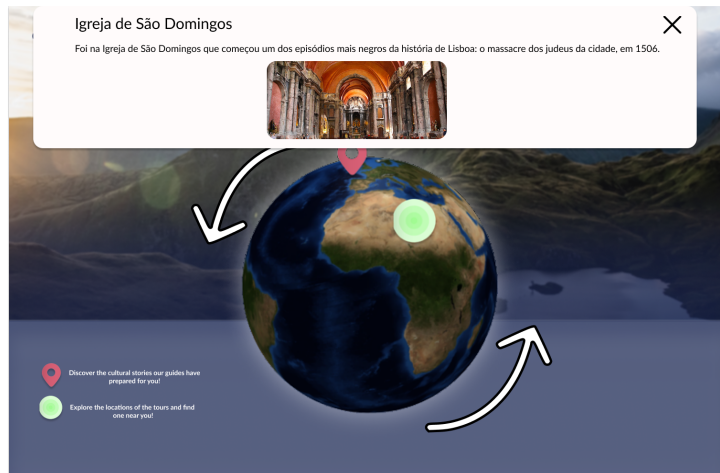 Igreja de São Domingos
Foi na Igreja de São Domingos que começou um dos episódios mais negros da história de Lisboa: o massacre dos judeus da cidade, em 1506.
Discover the cultural stories our guides have
prepared for you!
Explore the locations of the tours and find
one near you!